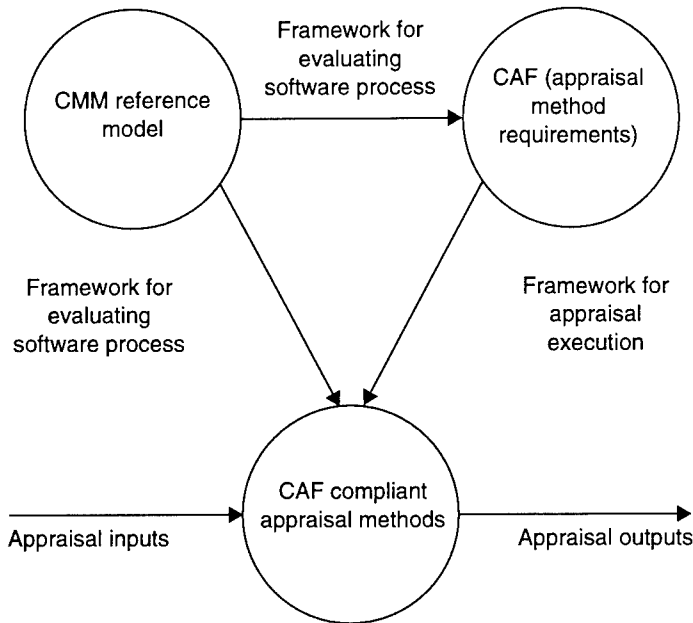 Framework for
evaluating
software process
CMM reference
model
CAF (appraisal
method
requirements)
Framework for
evaluating
software process
Framework for
appraisal
execution
CAF compliant
appraisal methods
Appraisal inputs
Appraisal outputs